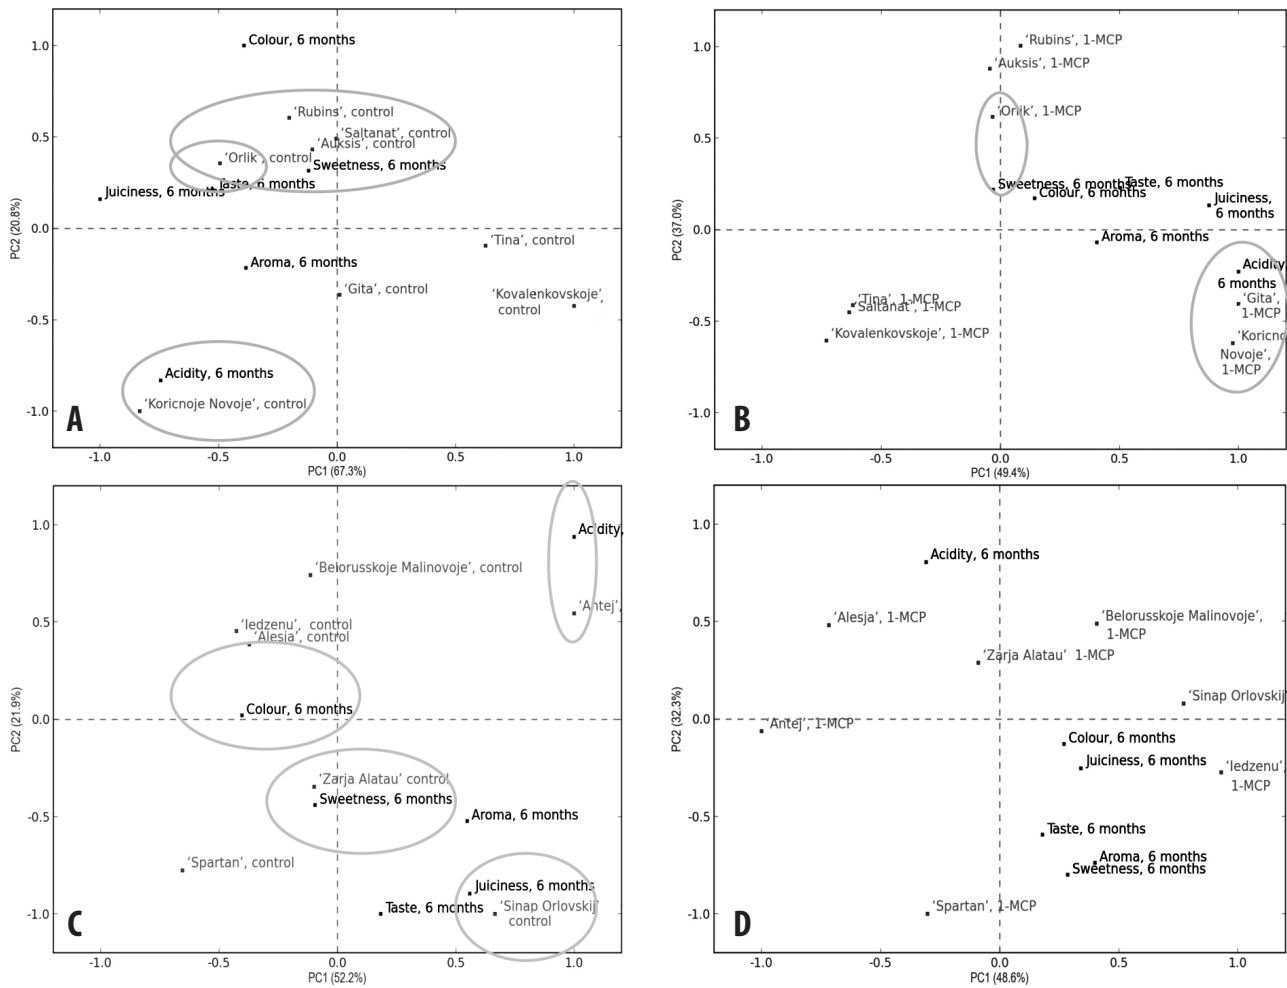 1.0
0.5
0.0
-0.5
-1.0
PC2 (20.8%)
Colour, 6 months
‘Rubins’, control
‘Saltanat’, control
‘Auksis’, control
‘Orlik’, control
Sweetness, 6 months
Taste, 6 months
Juiciness, 6 months
‘Tina’, control
Aroma, 6 months
‘Gita’, control
‘Kovalenkovskoje’,
control
Acidity, 6 months
‘Koricnoje Novoje’, control
A
-1.0 -0.5 0.0 0.5 1.0
PC1 (67.3%)
1.0
0.5
0.0
-0.5
-1.0
PC2 (37.0%)
‘Rubins’, 1-MCP
‘Auksis’, 1-MCP
‘Orlik’, 1-MCP
Sweetness, 6 months
Taste, 6 months
Colour, 6 months
Juiciness,
6 months
Aroma, 6 months
Acidity,
6 months
‘Tina’, 1-MCP
‘Saltanat’, 1-MCP
‘Gita’,
1-MCP
‘Kovalenkovskoje’, 1-MCP
‘Koricno
Novoje’,
1-MCP
B
-1.0 -0.5 0.0 0.5 1.0
PC1 (49.4%)
1.0
0.5
0.0
-0.5
-1.0
PC2 (21.9%)
Acidity,
‘Belorusskoje Malinovoje’, control
‘Antej’,
‘Iedzenu’, control
‘Alesja’, control
Colour, 6 months
‘Zarja Alatau’ control
Sweetness, 6 months
Aroma, 6 months
‘Spartan’, control
Juiciness, 6 months
Taste, 6 months
‘Sinap Orlovskij’
control
C
-1.0 -0.5 0.0 0.5 1.0
PC1 (52.2%)
1.0
0.5
0.0
-0.5
-1.0
PC2 (32.3%)
Acidity, 6 months
‘Alesja’, 1-MCP
‘Belorusskoje Malinovoje’,
1-MCP
‘Zarja Alatau’ 1-MCP
‘Sinap Orlovskij
‘Antej’, 1-MCP
Colour, 6 months
Juiciness, 6 months
‘Iedzenu’,
1-MCP
Taste, 6 months
Aroma, 6 months
Sweetness, 6 months
‘Spartan’, 1-MCP
D
-1.0 -0.5 0.0 0.5 1.0
PC1 (48.6%)